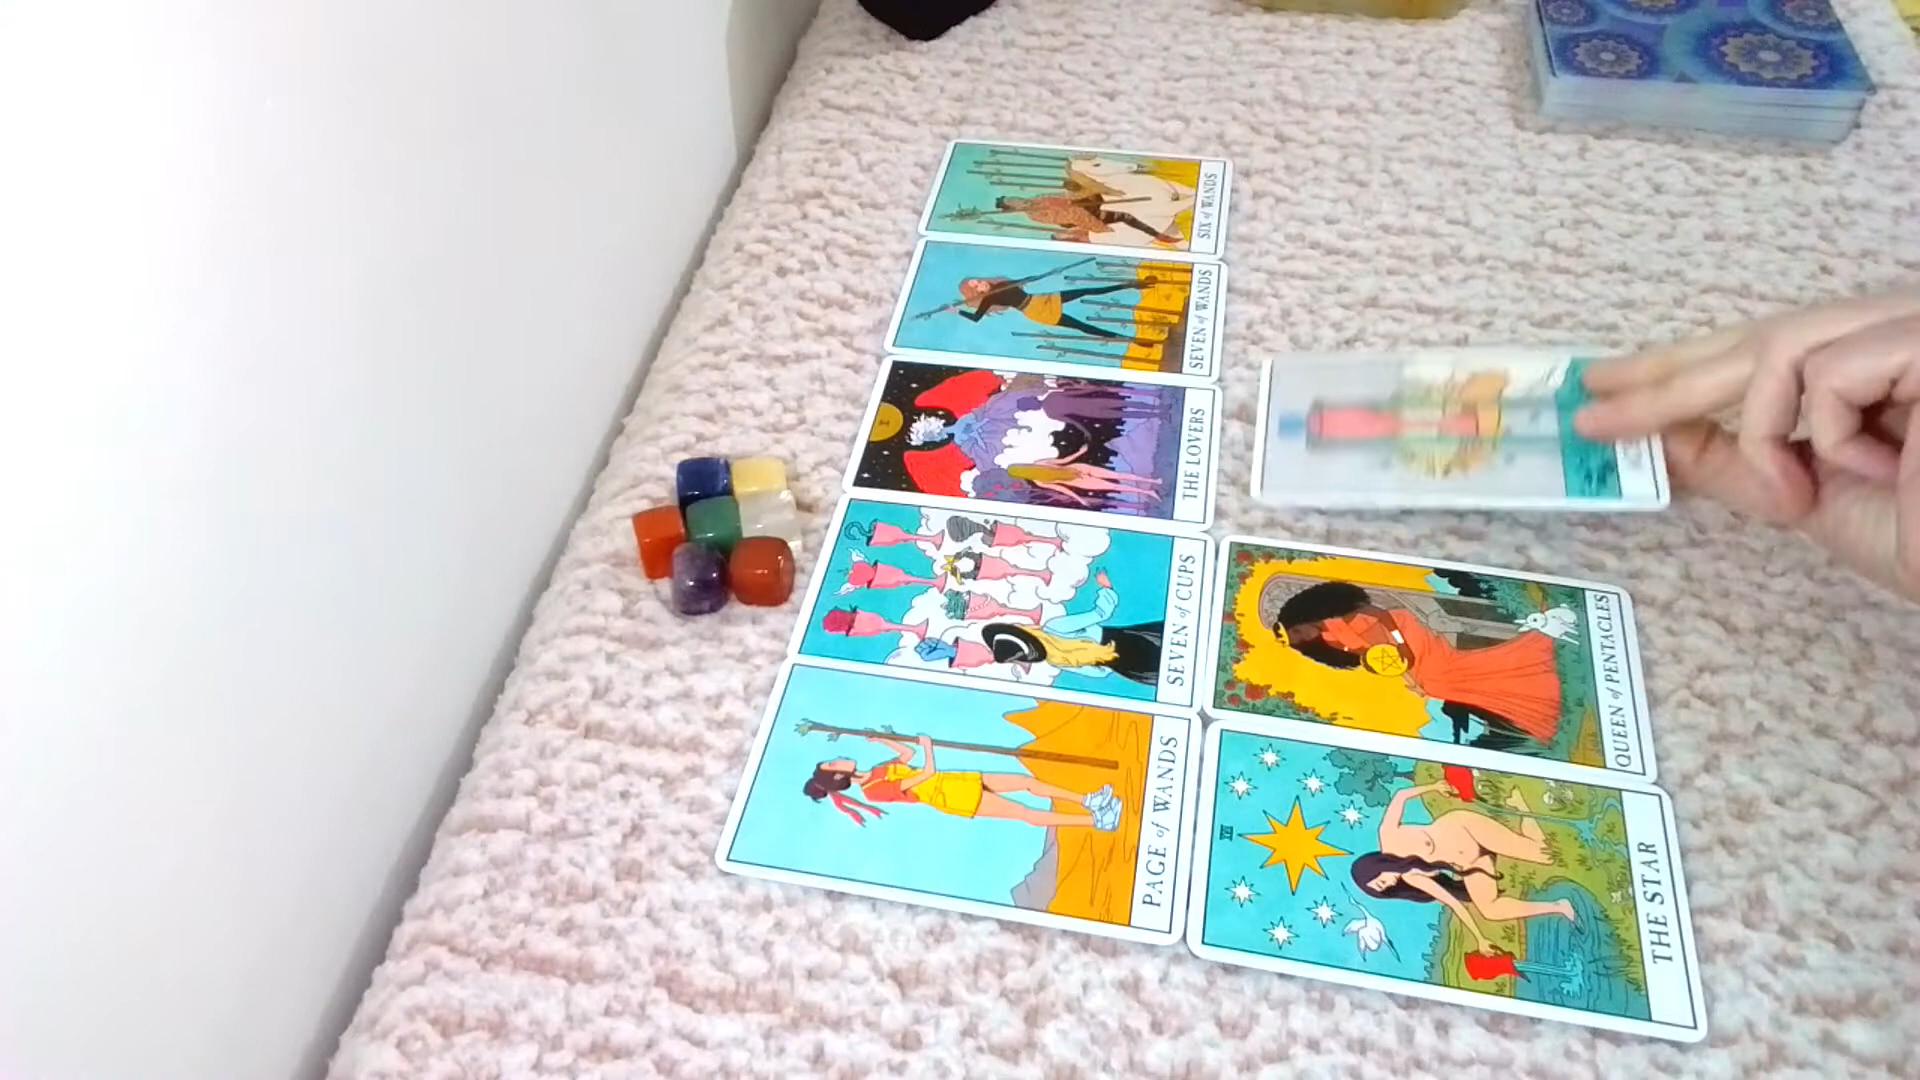 SIX of WANDS
SEVEN of WANDS
THE LOVERS
SEVEN of CUPS
PAGE of WANDS
QUEEN of PENTACLES
THE STAR